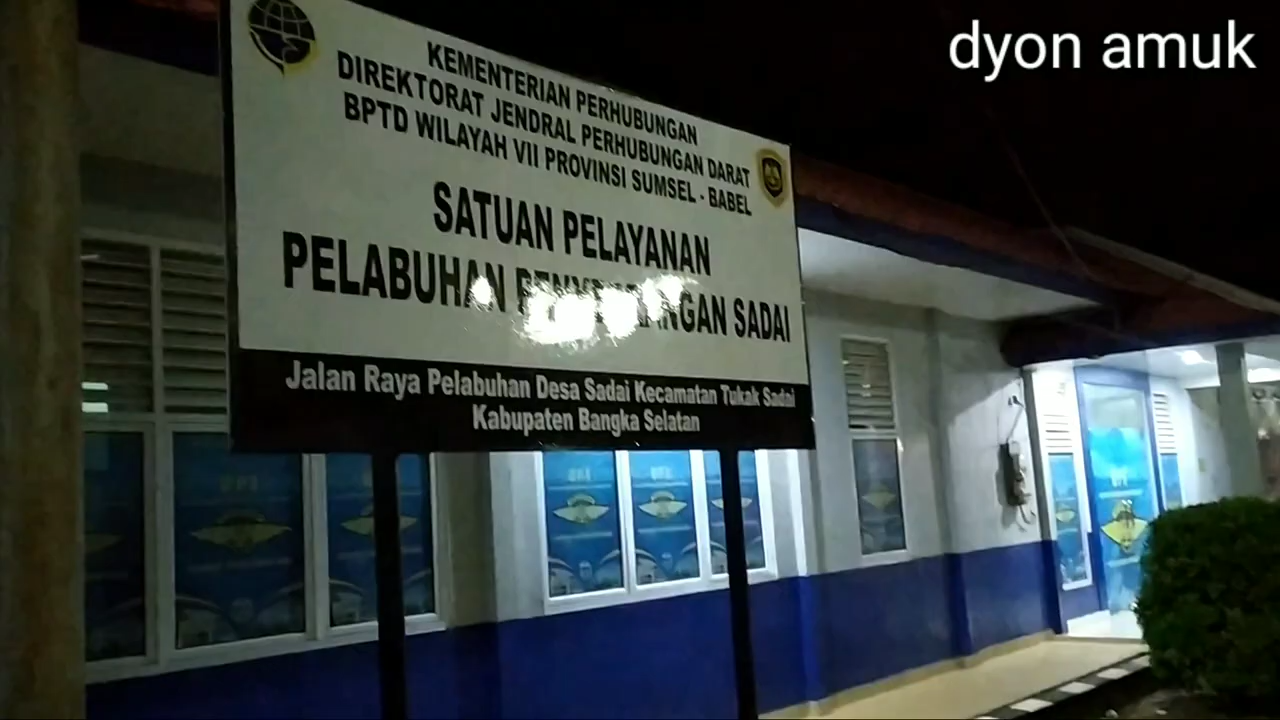 dyon amuk
KEMENTERIAN PERHUBUNGAN
DIREKTORAT JENDRAL PERHUBUNGAN DARAT
BPTD WILAYAH VII PROVINSI SUMSEL - BABEL
SATUAN PELAYANAN
PELABUHAN PENYEBERANGAN SADAI
Jalan Raya Pelabuhan Desa Sadai Kecamatan Tukak Sadai
Kabupaten Bangka Selatan